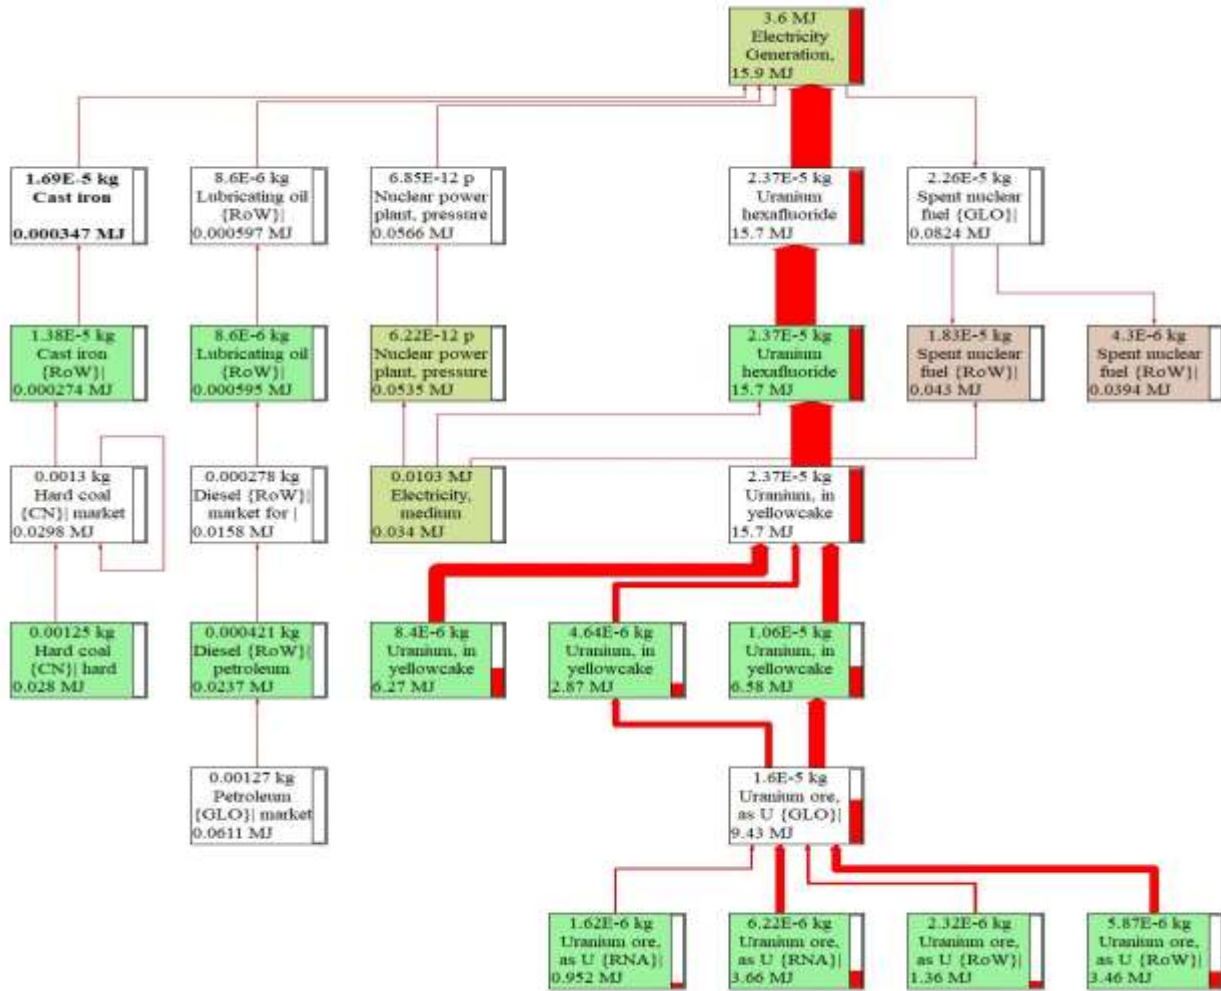 3.6 MJ
Electricity
Generation,
15.9 MJ
1.69E-5 kg
Cast iron
0.000347 MJ
8.6E-6 kg
Lubricating oil
{RoW}|
0.000597 MJ
6.85E-12 p
Nuclear power
plant, pressure
0.0566 MJ
2.37E-5 kg
Uranium
hexafluoride
15.7 MJ
2.26E-5 kg
Spent nuclear
fuel {GLO}|
0.0824 MJ
1.38E-5 kg
Cast iron
{RoW}|
0.000274 MJ
8.6E-6 kg
Lubricating oil
{RoW}|
0.000595 MJ
6.22E-12 p
Nuclear power
plant, pressure
0.0535 MJ
2.37E-5 kg
Uranium
hexafluoride
15.7 MJ
1.83E-5 kg
Spent nuclear
fuel {RoW}|
0.043 MJ
4.3E-6 kg
Spent nuclear
fuel {RoW}|
0.0394 MJ
0.0013 kg
Hard coal
{CN}| market
0.0298 MJ
0.000278 kg
Diesel {RoW}|
market for |
0.0158 MJ
0.0103 MJ
Electricity,
medium
0.034 MJ
2.37E-5 kg
Uranium, in
yellowcake
15.7 MJ
0.00125 kg
Hard coal
{CN}| hard
0.028 MJ
0.000421 kg
Diesel {RoW}|
petroleum
0.0237 MJ
8.4E-6 kg
Uranium, in
yellowcake
6.27 MJ
4.64E-6 kg
Uranium, in
yellowcake
2.87 MJ
1.06E-5 kg
Uranium, in
yellowcake
6.58 MJ
0.00127 kg
Petroleum
{GLO}| market
0.0611 MJ
1.6E-5 kg
Uranium ore,
as U {GLO}|
9.43 MJ
1.62E-6 kg
Uranium ore,
as U {RNA}|
0.952 MJ
6.22E-6 kg
Uranium ore,
as U {RNA}|
3.66 MJ
2.32E-6 kg
Uranium ore,
as U {RoW}|
1.36 MJ
5.87E-6 kg
Uranium ore,
as U {RoW}|
3.46 MJ